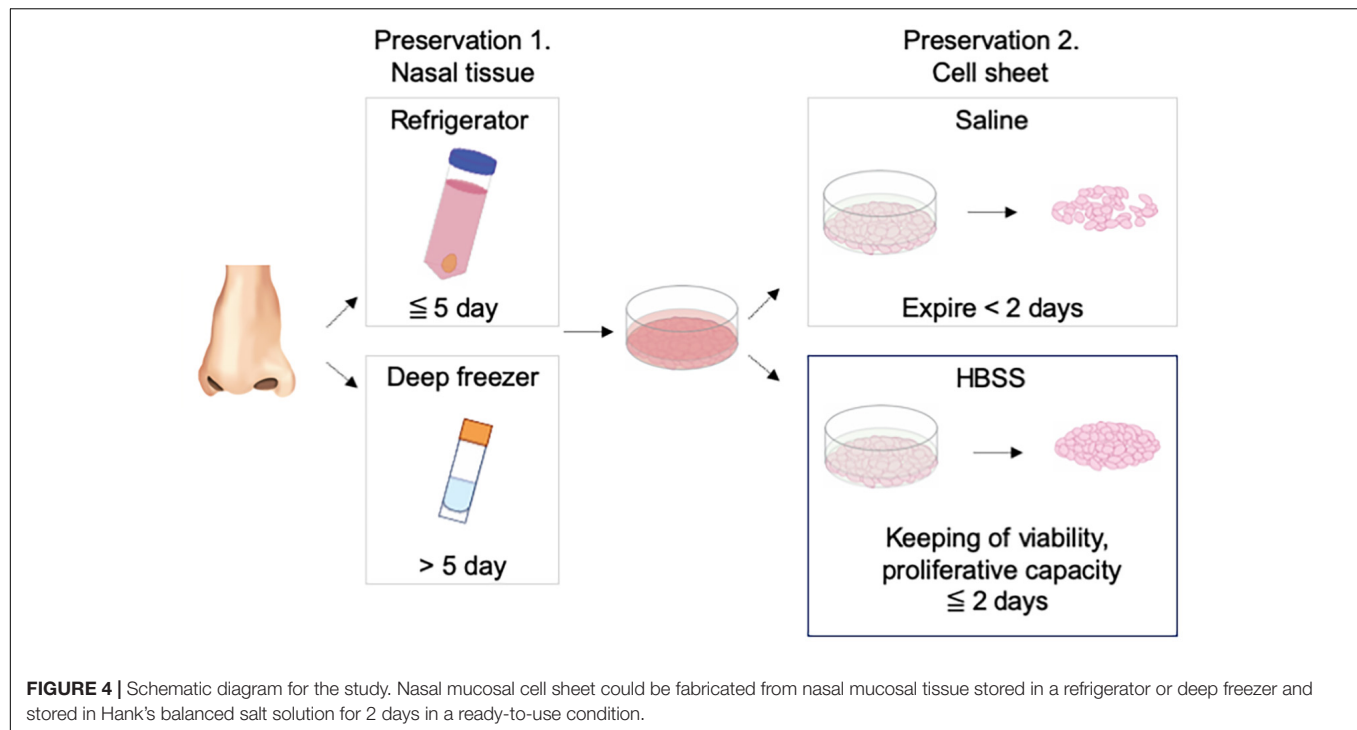 Preservation 1.
Nasal tissue
Refrigerator
≦ 5 day
Deep freezer
> 5 day
Preservation 2.
Cell sheet
Saline
Expire < 2 days
HBSS
Keeping of viability,
proliferative capacity
≦ 2 days
FIGURE 4 | Schematic diagram for the study. Nasal mucosal cell sheet could be fabricated from nasal mucosal tissue stored in a refrigerator or deep freezer and
stored in Hank’s balanced salt solution for 2 days in a ready-to-use condition.